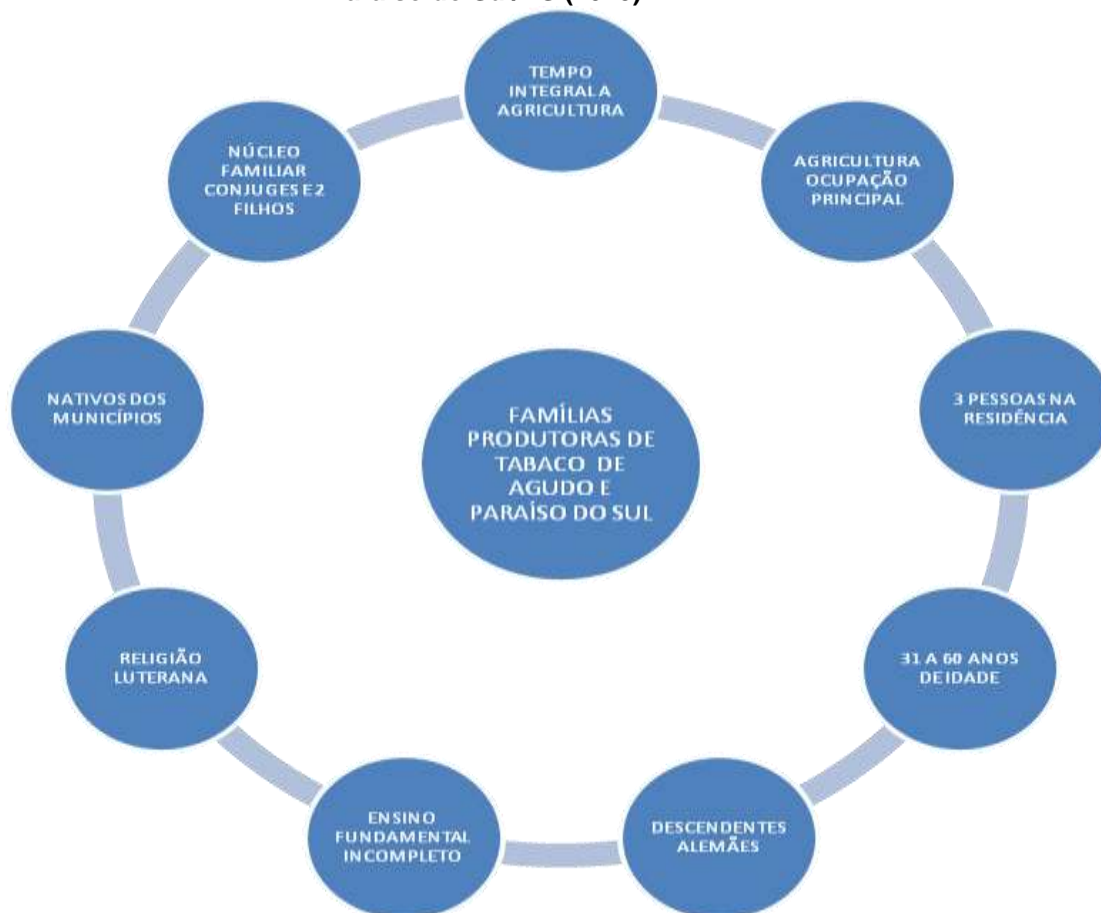 TEMPO
INTEGRAL A
AGRICULTURA
AGRICULTURA
OCUPAÇÃO
PRINCIPAL
3 PESSOAS NA
RESIDÊNCIA
31 A 60 ANOS
DE IDADE
DESCENDENTES
ALEMÃES
ENSINO
FUNDAMENTAL
INCOMPLETO
RELIGIÃO
LUTERANA
NATIVOS DOS
MUNICÍPIOS
NÚCLEO
FAMILIAR
CONJUGES E 2
FILHOS
FAMÍLIAS
PRODUTORAS DE
TABACO DE
AGUDO E
PARAÍSO DO SUL